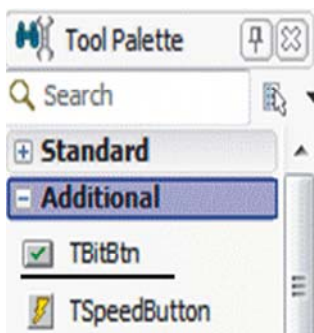 Tool Palette
Search
Standard
Additional
TBitBtn
TSpeedButton